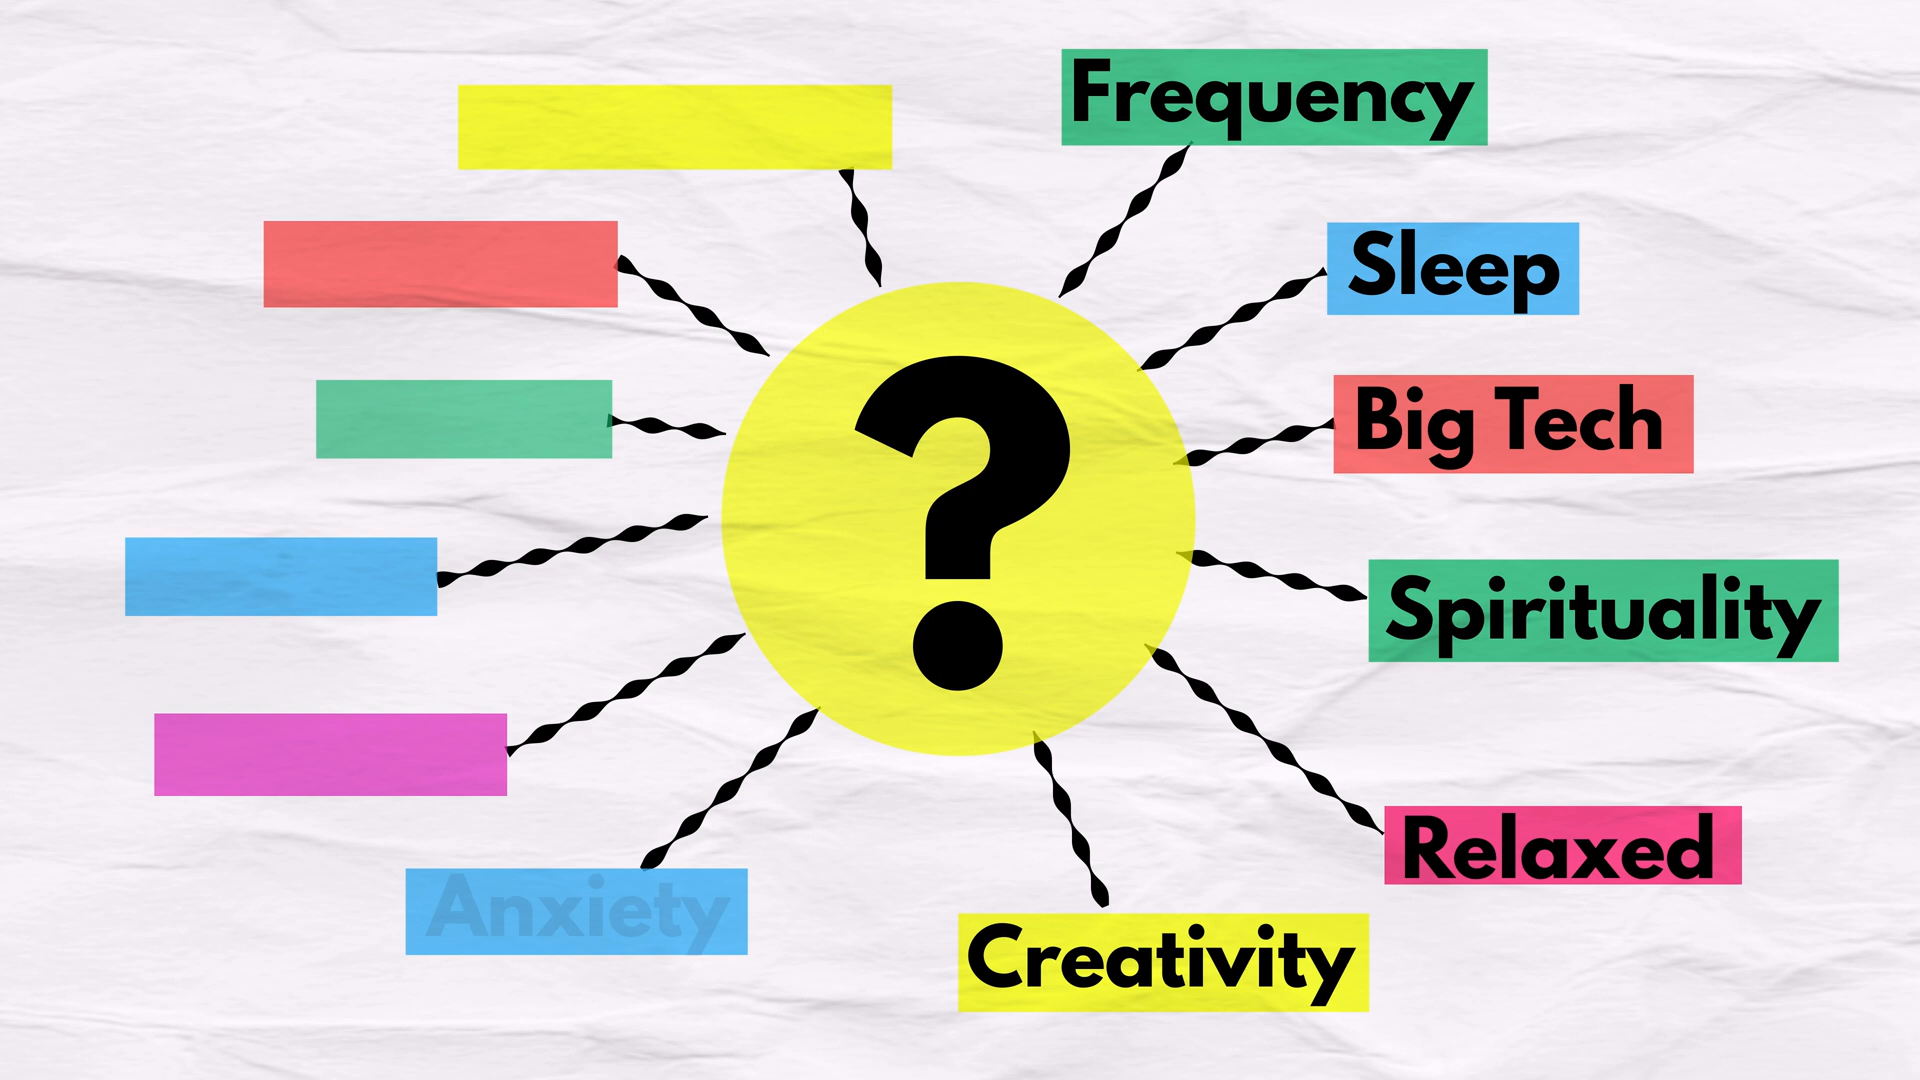 Frequency
Sleep
Big Tech
?
Spirituality
Relaxed
Anxiety
Creativity